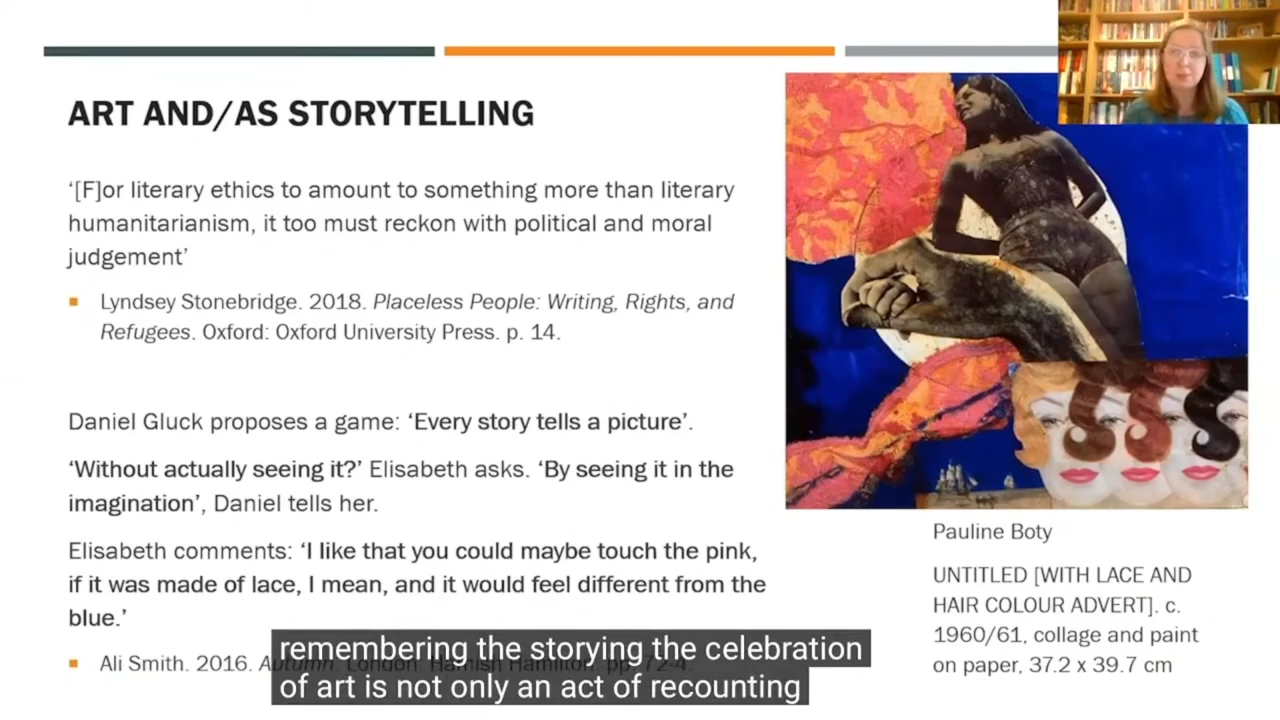 ART AND/AS STORYTELLING
‘[F]or literary ethics to amount to something more than literary
humanitarianism, it too must reckon with political and moral
judgement’
Lyndsey Stonebridge. 2018. Placeless People: Writing, Rights, and
Refugees. Oxford: Oxford University Press. p. 14.
Daniel Gluck proposes a game: ‘Every story tells a picture’.
‘Without actually seeing it?’ Elisabeth asks. ‘By seeing it in the
imagination’, Daniel tells her.
Elisabeth comments: ‘I like that you could maybe touch the pink,
if it was made of lace, I mean, and it would feel different from the
blue.’
Ali Smith. 2016. Autumn. London: Hamish Hamilton. pp. 72-4.
Pauline Boty
UNTITLED [WITH LACE AND
HAIR COLOUR ADVERT]. c.
1960/61, collage and paint
on paper, 37.2 x 39.7 cm
remembering the storying the celebration
of art is not only an act of recounting